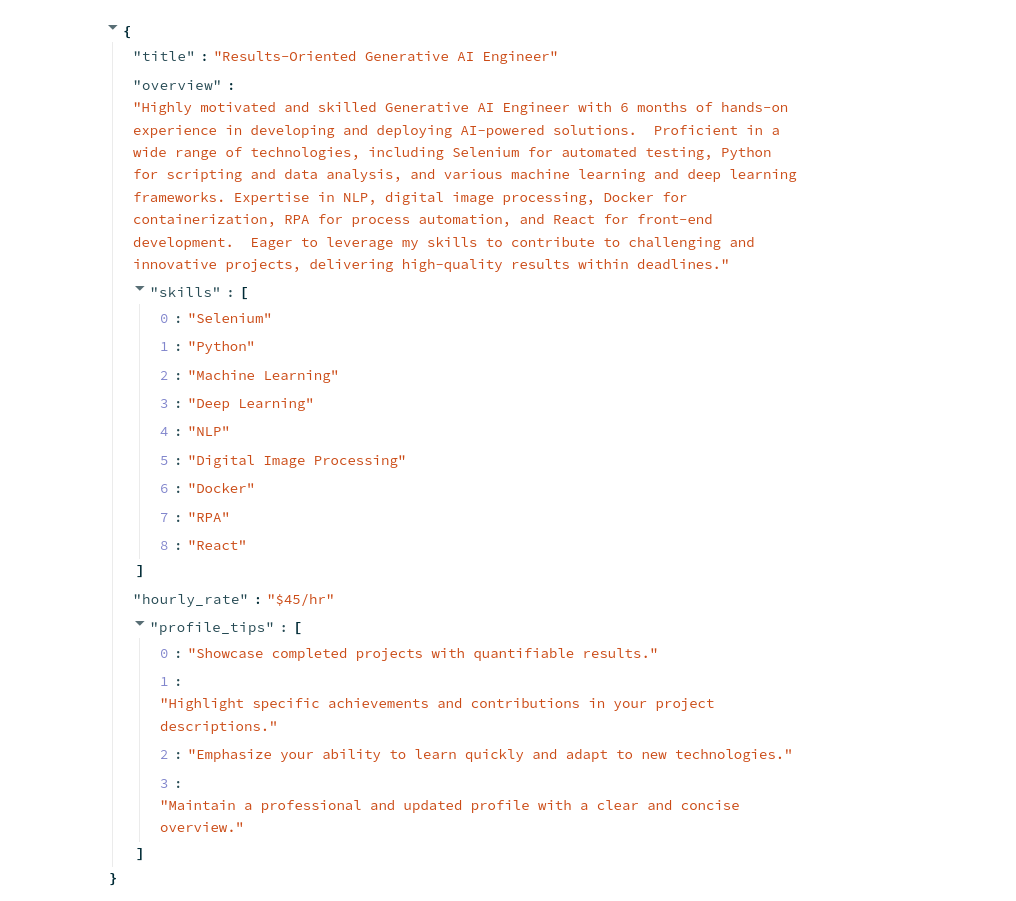 {
"title" : "Results-Oriented Generative AI Engineer"
"overview" :
"Highly motivated and skilled Generative AI Engineer with 6 months of hands-on
experience in developing and deploying AI-powered solutions.  Proficient in a
wide range of technologies, including Selenium for automated testing, Python
for scripting and data analysis, and various machine learning and deep learning
frameworks. Expertise in NLP, digital image processing, Docker for
containerization, RPA for process automation, and React for front-end
development.  Eager to leverage my skills to contribute to challenging and
innovative projects, delivering high-quality results within deadlines."
"skills" : [
0 : "Selenium"
1 : "Python"
2 : "Machine Learning"
3 : "Deep Learning"
4 : "NLP"
5 : "Digital Image Processing"
6 : "Docker"
7 : "RPA"
8 : "React"
]
"hourly_rate" : "$45/hr"
"profile_tips" : [
0 : "Showcase completed projects with quantifiable results."
1 :
"Highlight specific achievements and contributions in your project
descriptions."
2 : "Emphasize your ability to learn quickly and adapt to new technologies."
3 :
"Maintain a professional and updated profile with a clear and concise
overview."
]
}